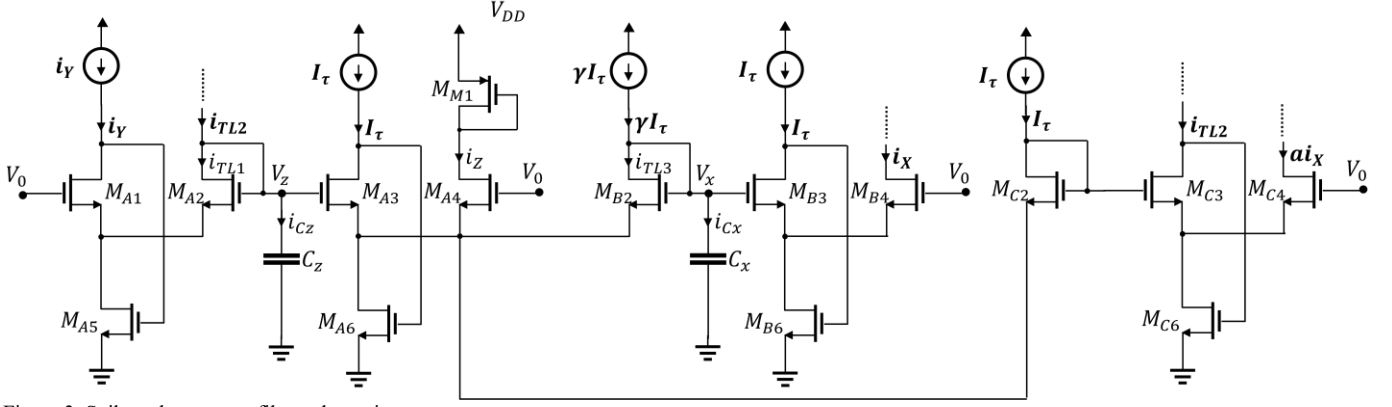 V_DD
i_Y
I_τ
γI_τ
I_τ
I_τ
M_M1
i_Y
i_TL2
I_τ
γI_τ
I_τ
I_τ
i_TL2
V_0
i_TL1
V_z
i_Z
V_0
i_TL3
V_x
i_X
V_0
ai_X
V_0
M_A1
M_A2
M_A3
M_A4
M_B2
M_B3
M_B4
M_C2
M_C3
M_C4
i_Cz
i_Cx
C_z
C_x
M_A5
M_A6
M_B6
M_C6